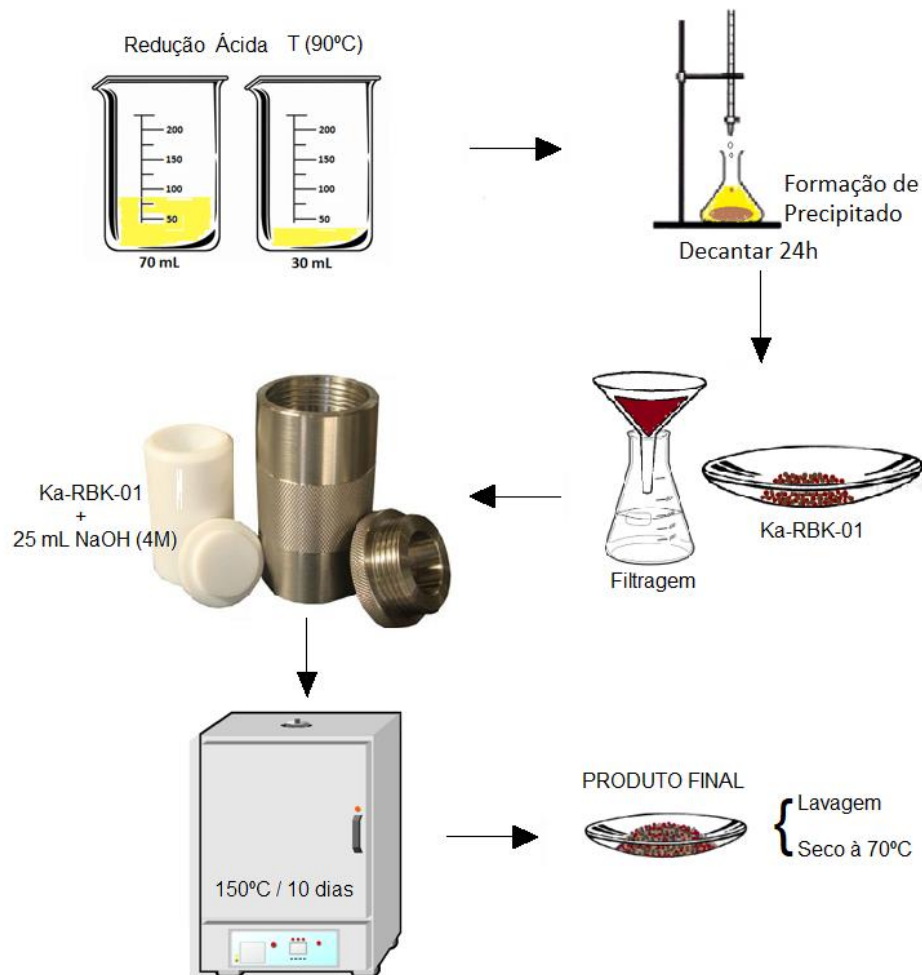 Redução Ácida T (90ºC)
200
150
100
50
70 mL
200
150
100
50
30 mL
Formação de
Precipitado
Decantar 24h
Ka-RBK-01
+
25 mL NaOH (4M)
Filtragem
Ka-RBK-01
150ºC / 10 dias
PRODUTO FINAL
Lavagem
Seco à 70ºC